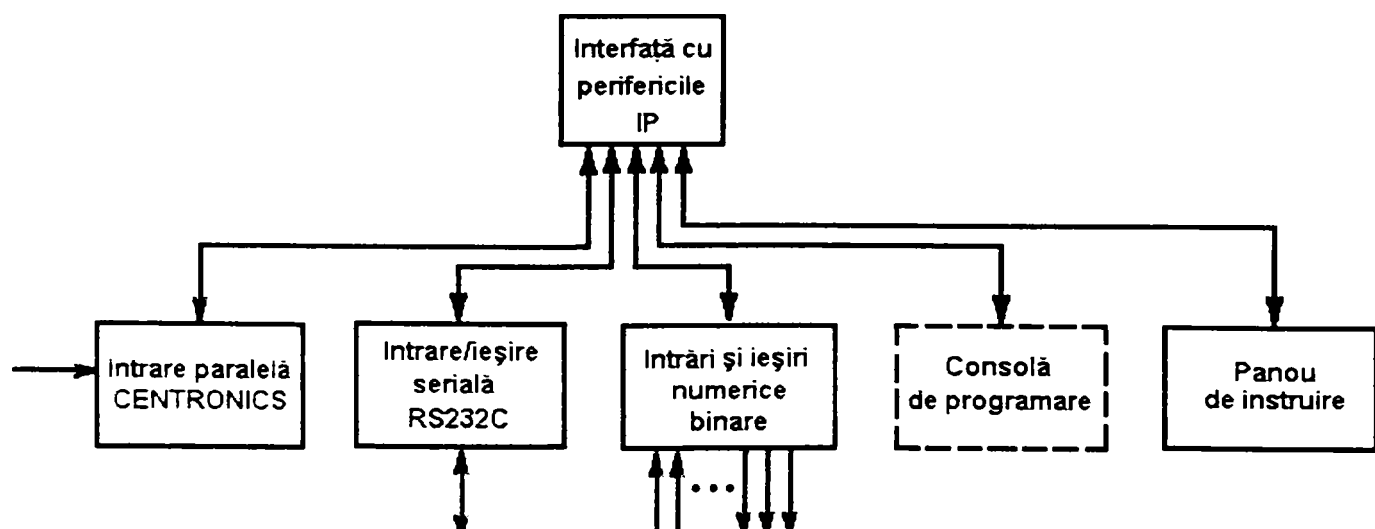 Interfață cu
perifericile
IP
Intrare paralelă
CENTRONICS
Intrare/ieşire
serială
RS232C
Intrări şi ieşiri
numerice
binare
Consolă
de programare
Panou
de instruire